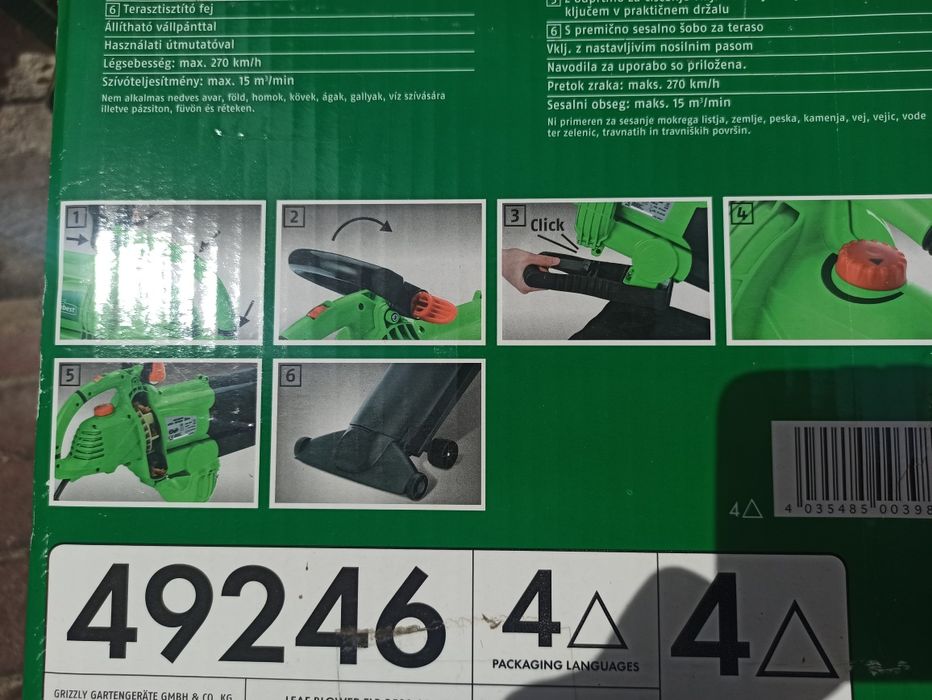 6 Terasztisztító fej
Állítható vállpánttal
Használati útmutatóval
Légsebesség: max. 270 km/h
Szívóteljesítmény: max. 15 m³/min
Nem alkalmas nedves avar, föld, homok, kövek, ágak, gallyak, víz szívására
illetve pázsiton, füvön és réteken.
ključem v praktičnem držalu
6 S premično sesalno šobo za teraso
Vklj. z nastavljivim nosilnim pasom
Navodila za uporabo so priložena.
Pretok zraka: maks. 270 km/h
Sesalni obseg: maks. 15 m³/min
Ni primeren za sesanje mokrega listja, zemlje, peska, kamenja, vej, vejic, vode
ter zelenic, travnatih in travniških površin.
1
2
3
Click
4
5
6
4
4 035485 00398
49246
4
PACKAGING LANGUAGES
4
GRIZZLY GARTENGERÄTE GMBH & CO. KG
LEAF BLOWER